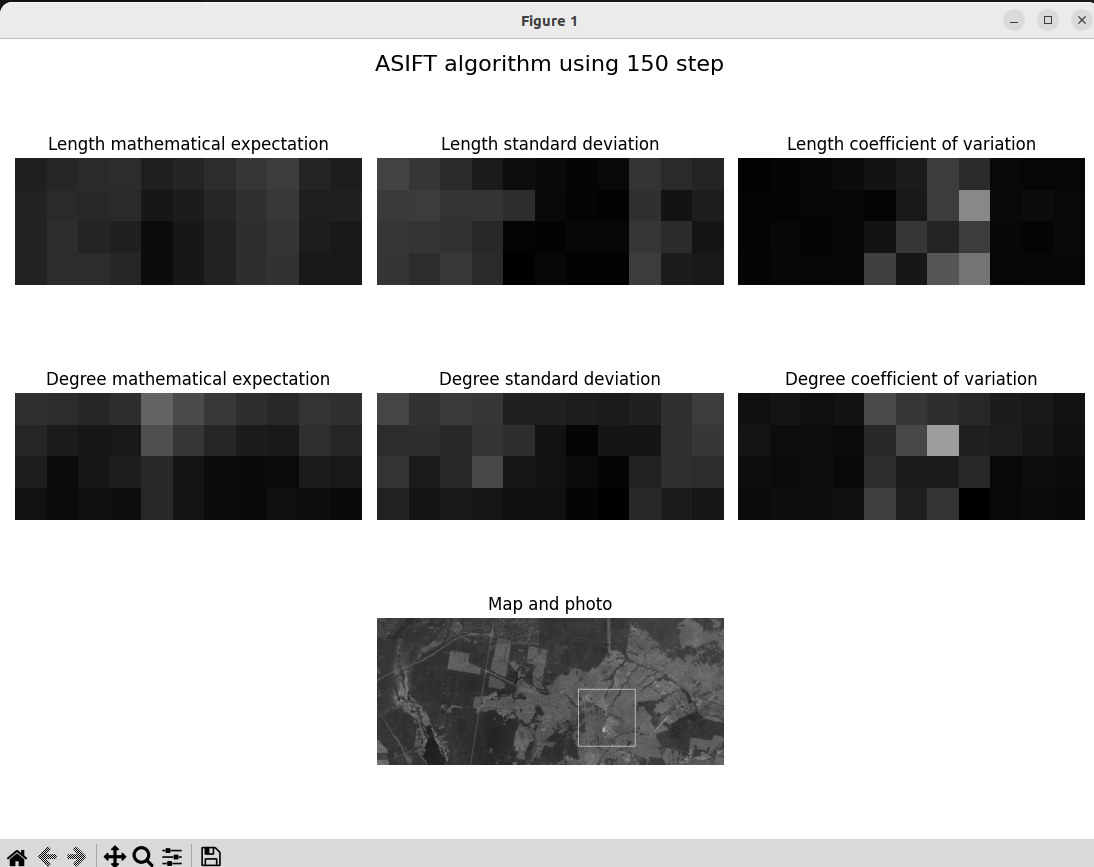 Figure 1
ASIFT algorithm using 150 step
Length mathematical expectation
Length standard deviation
Length coefficient of variation
Degree mathematical expectation
Degree standard deviation
Degree coefficient of variation
Map and photo